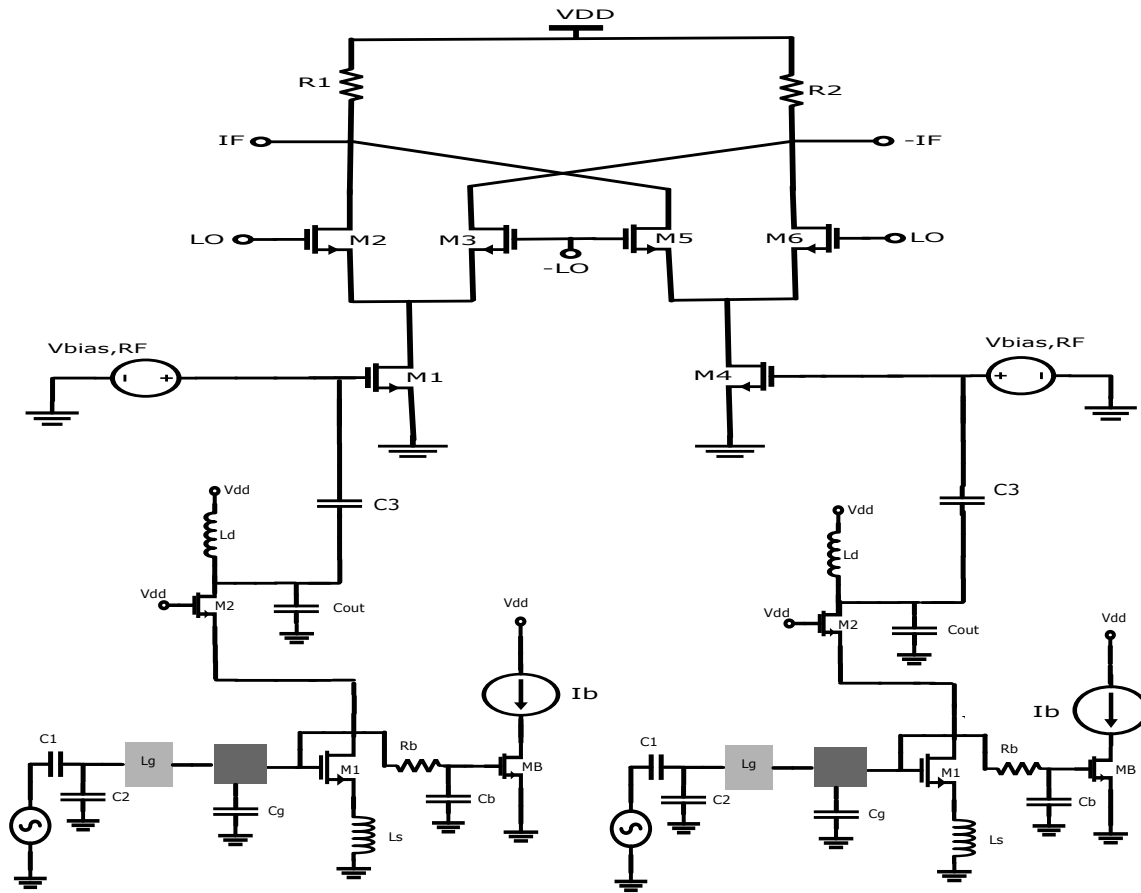 VDD
R1
R2
IF
-IF
LO
M2
M3
M5
M6
LO
-LO
Vbias,RF
Vbias,RF
- +
M1
M4
+ -
C3
C3
Vdd
Vdd
Ld
Ld
Vdd
M2
Cout
Vdd
Vdd
M2
Cout
Vdd
Ib
Ib
C1
Lg
Rb
M1
MB
C2
Cg
Cb
Ls
C1
Lg
Rb
M1
MB
C2
Cg
Cb
Ls